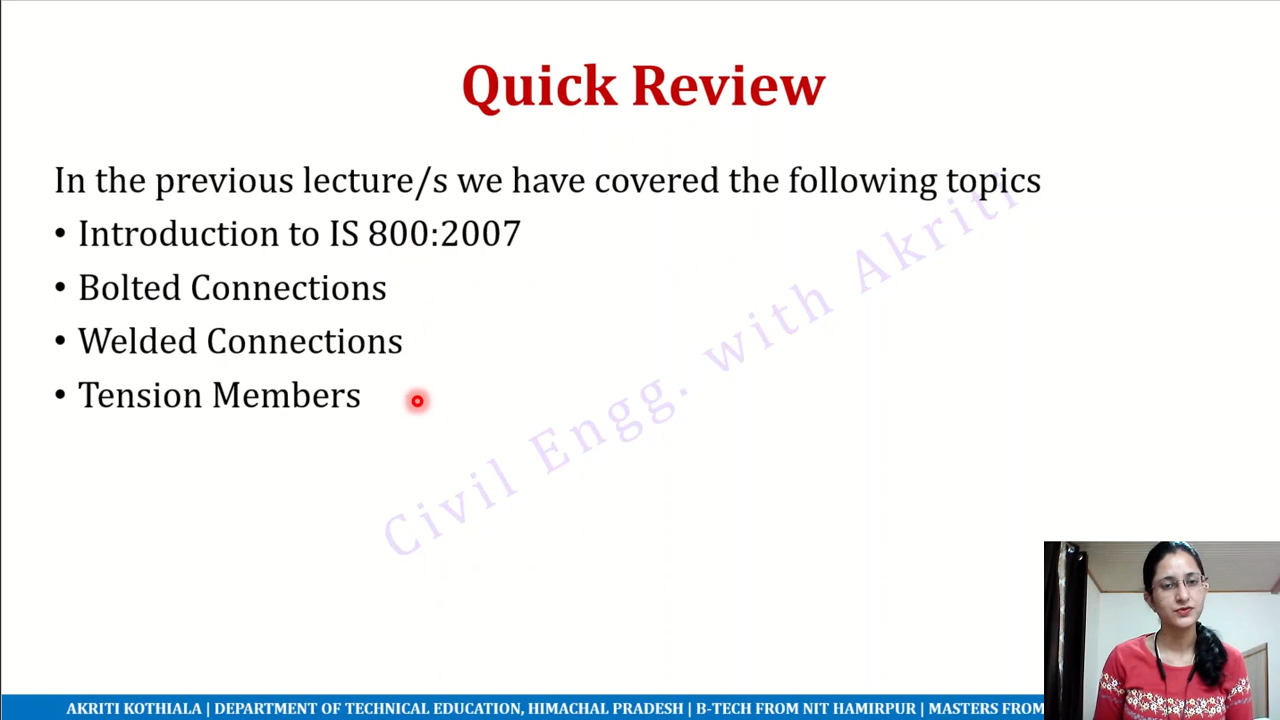 Quick Review
In the previous lecture/s we have covered the following topics
• Introduction to IS 800:2007
• Bolted Connections
• Welded Connections
• Tension Members
Civil Engg. with Akriti
AKRITI KOTHIALA | DEPARTMENT OF TECHNICAL EDUCATION, HIMACHAL PRADESH | B-TECH FROM NIT HAMIRPUR | MASTERS FROM